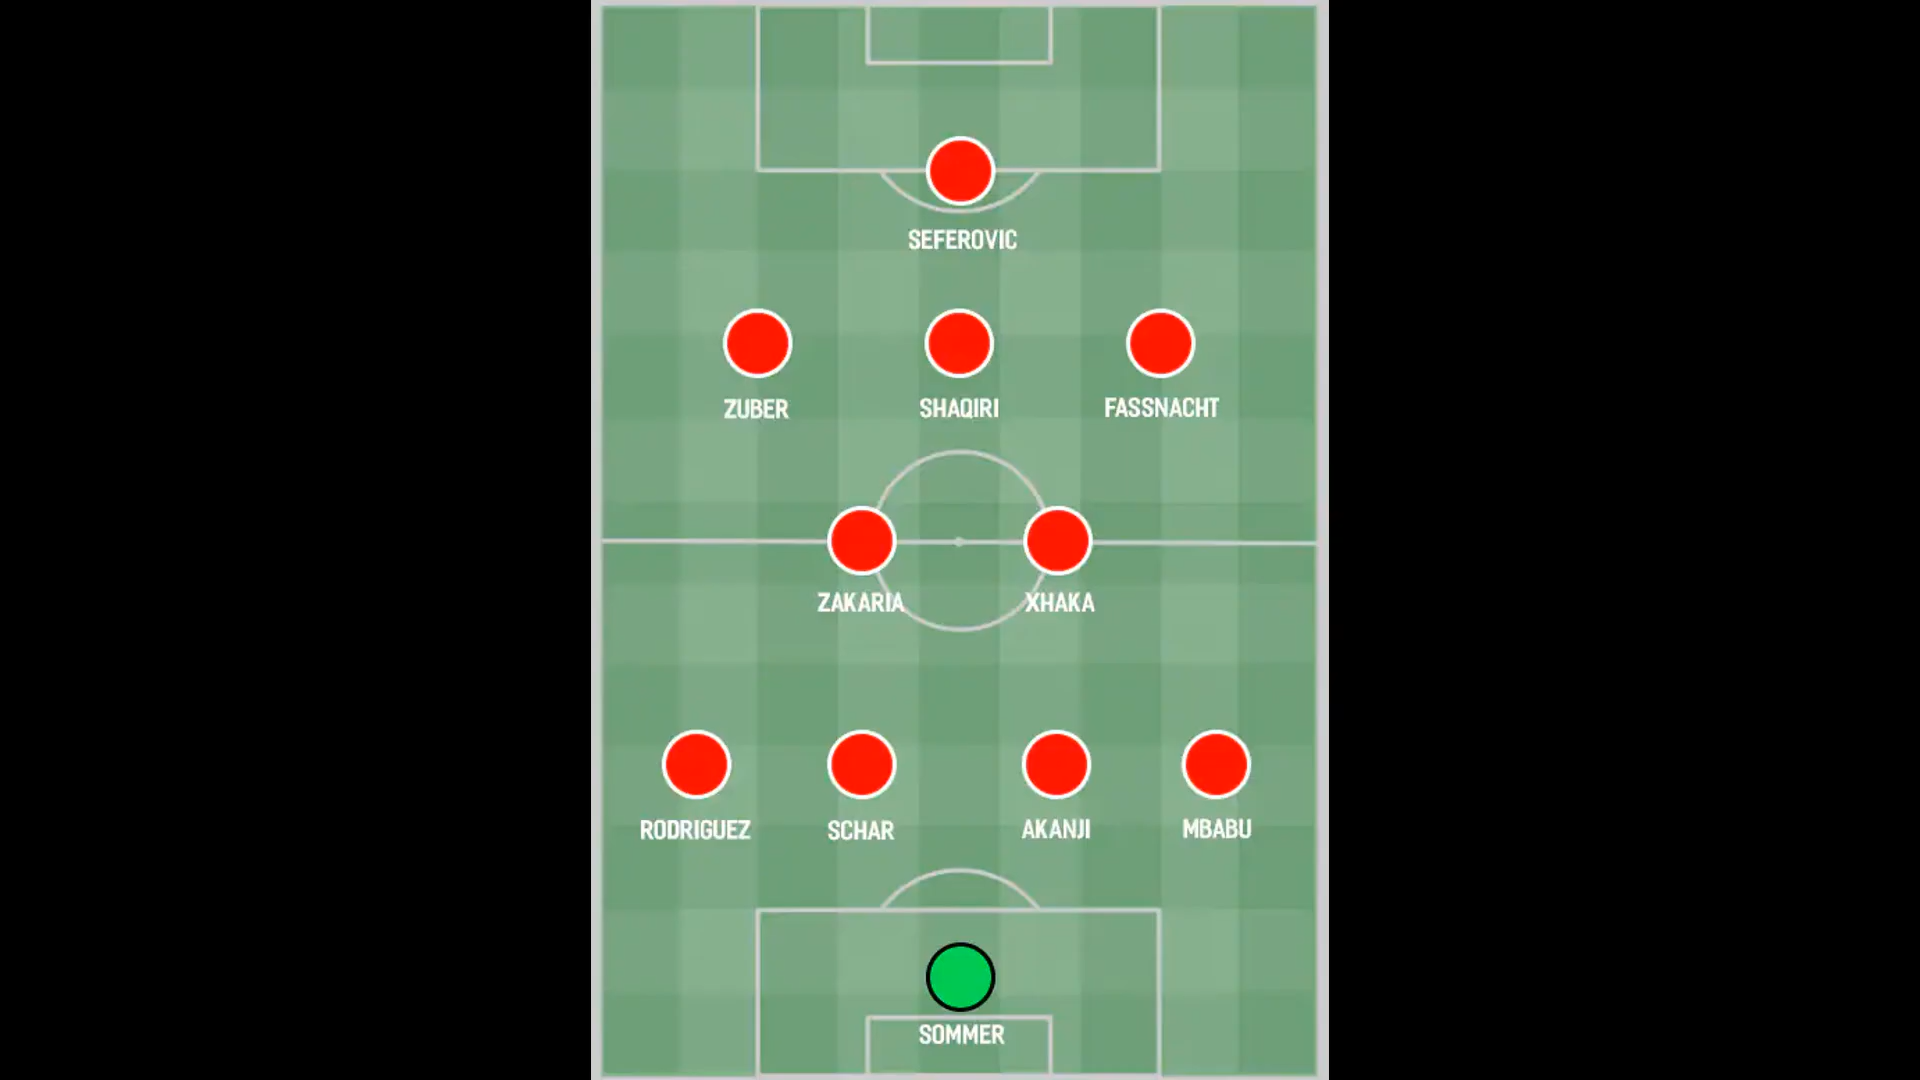 SEFEROVIC
ZUBER SHAQIRI FASSNACHT
ZAKARIA XHAKA
RODRIGUEZ SCHAR AKANJI MBABU
SOMMER